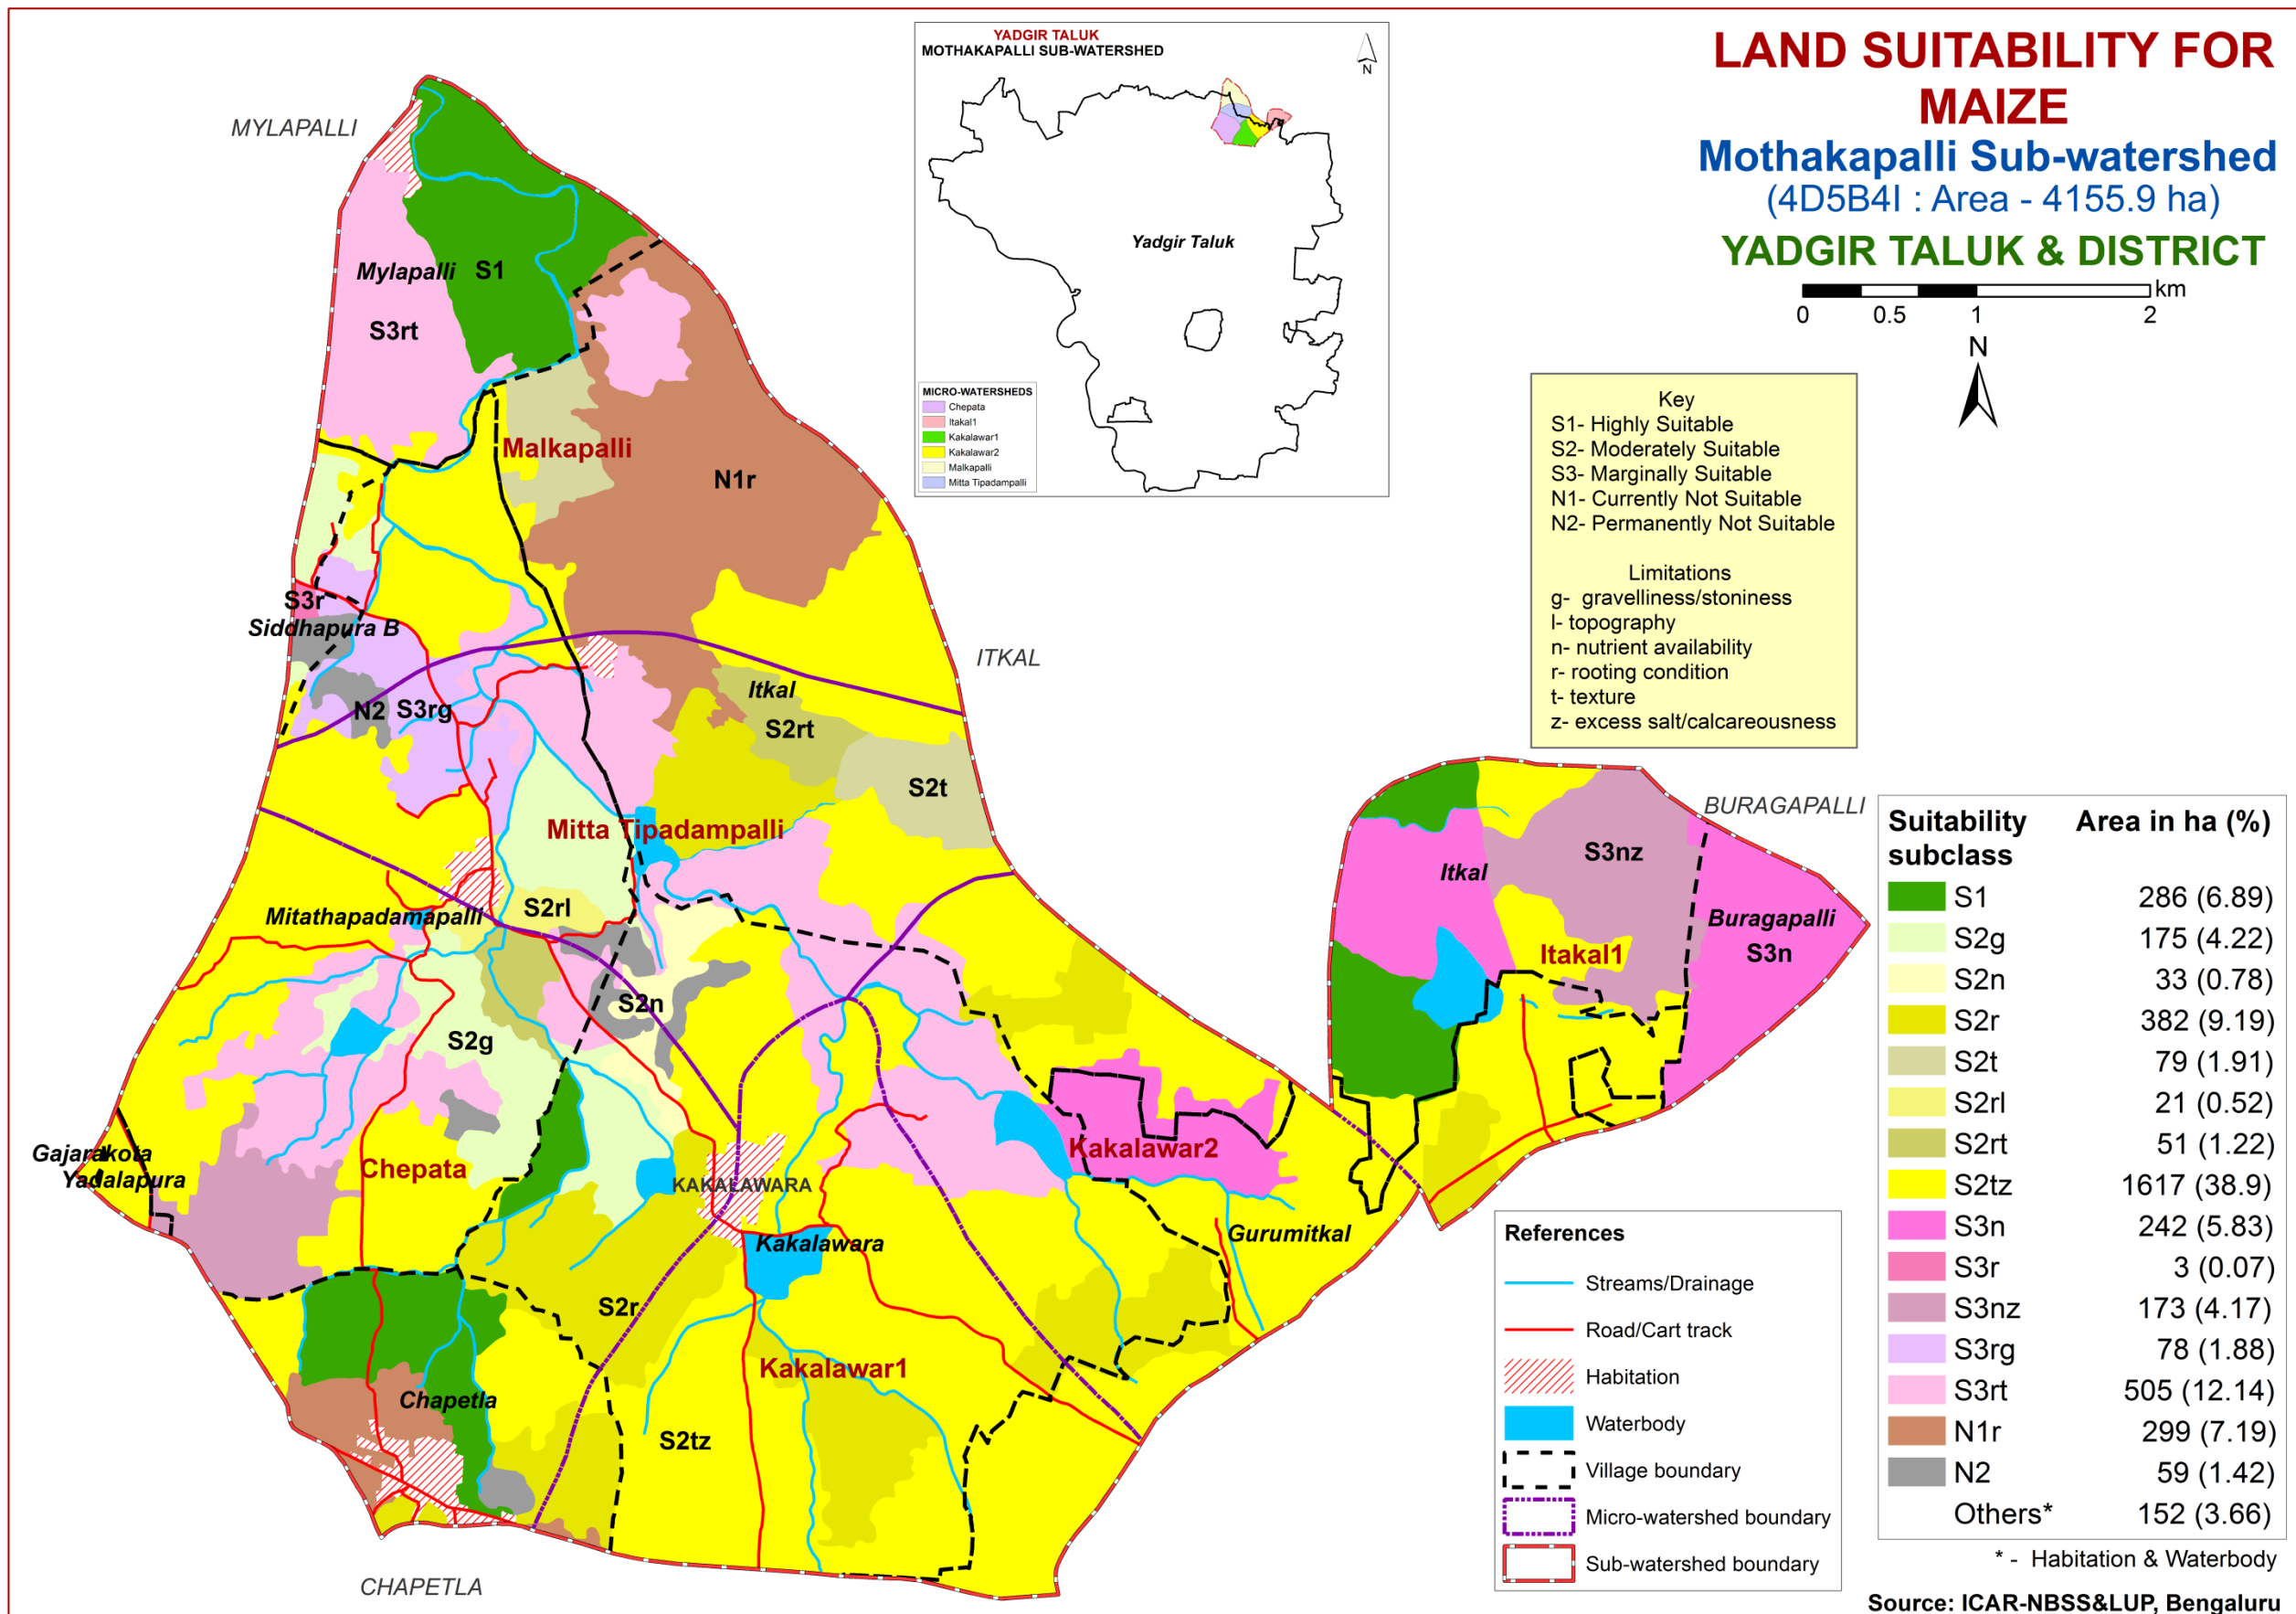 LAND SUITABILITY FOR
MAIZE
Mothakapalli Sub-watershed
(4D5B4I : Area - 4155.9 ha)
YADGIR TALUK & DISTRICT
km
0 0.5 1 2
N
YADGIR TALUK
MOTHAKAPALLI SUB-WATERSHED
N
Yadgir Taluk
MICRO-WATERSHEDS
Chepata
Itakal1
Kakalawar1
Kakalawar2
Malkapalli
Mitta Tipadampalli
Key
S1- Highly Suitable
S2- Moderately Suitable
S3- Marginally Suitable
N1- Currently Not Suitable
N2- Permanently Not Suitable
Limitations
g- gravelliness/stoniness
l- topography
n- nutrient availability
r- rooting condition
t- texture
z- excess salt/calcareousness
MYLAPALLI
Mylapalli S1
S3rt
Malkapalli
N1r
S3r
Siddhapura B
ITKAL
Itkal
N2 S3rg
S2rt
S2t
Mitta Tipadampalli
S2rl
Mitathapadamapalli
S2n
S2g
Gajarakota
Yadalapura
Chepata
KAKALAWARA
Kakalawara
Kakalawar2
Gurumitkal
S2r
Kakalawar1
Chapetla
S2tz
CHAPETLA
BURAGAPALLI
S3nz
Itkal
Buragapalli
S3n
Itakal1
Suitability subclass Area in ha (%)
S1 286 (6.89)
S2g 175 (4.22)
S2n 33 (0.78)
S2r 382 (9.19)
S2t 79 (1.91)
S2rl 21 (0.52)
S2rt 51 (1.22)
S2tz 1617 (38.9)
S3n 242 (5.83)
S3r 3 (0.07)
S3nz 173 (4.17)
S3rg 78 (1.88)
S3rt 505 (12.14)
N1r 299 (7.19)
N2 59 (1.42)
Others* 152 (3.66)
* - Habitation & Waterbody
References
Streams/Drainage
Road/Cart track
Habitation
Waterbody
Village boundary
Micro-watershed boundary
Sub-watershed boundary
Source: ICAR-NBSS&LUP, Bengaluru